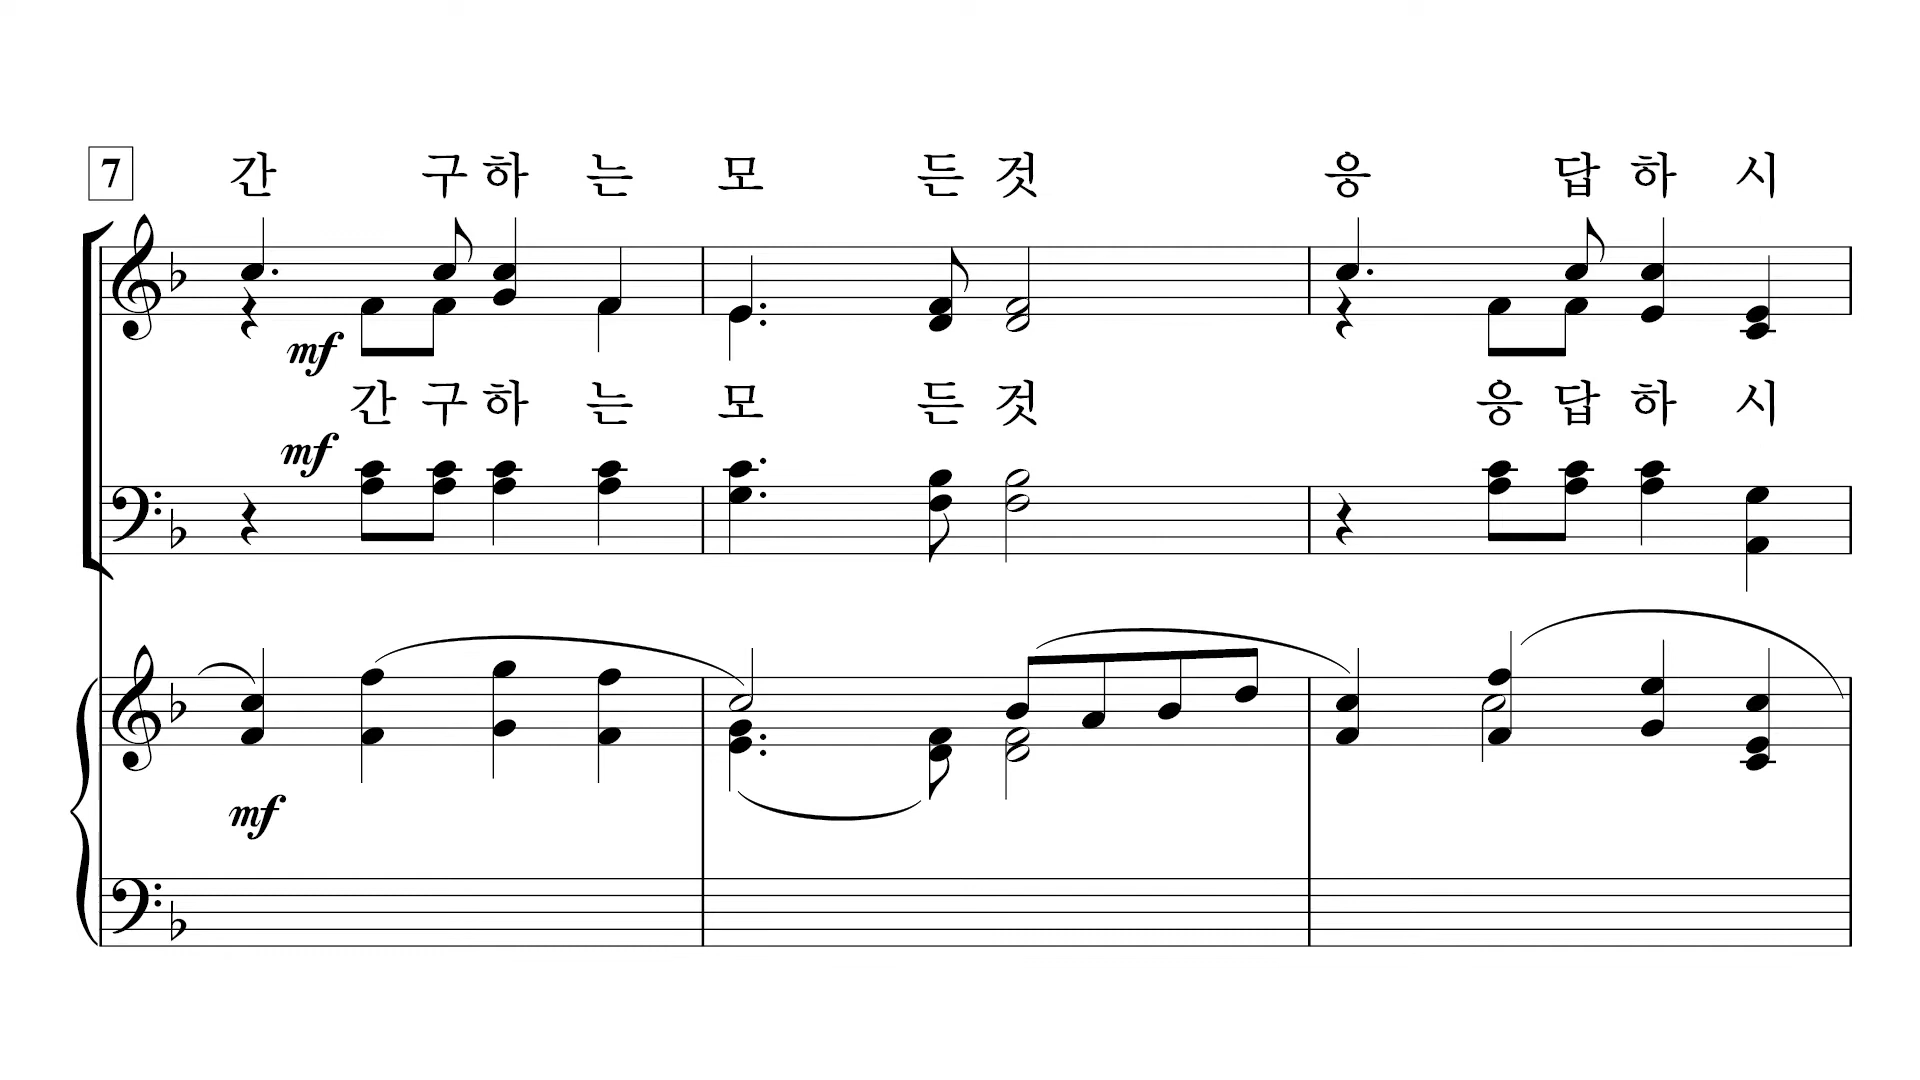 7 간 구 하 는 모 든 것 응 답 하 시
mf
간 구 하 는 모 든 것 응 답 하 시
mf
mf